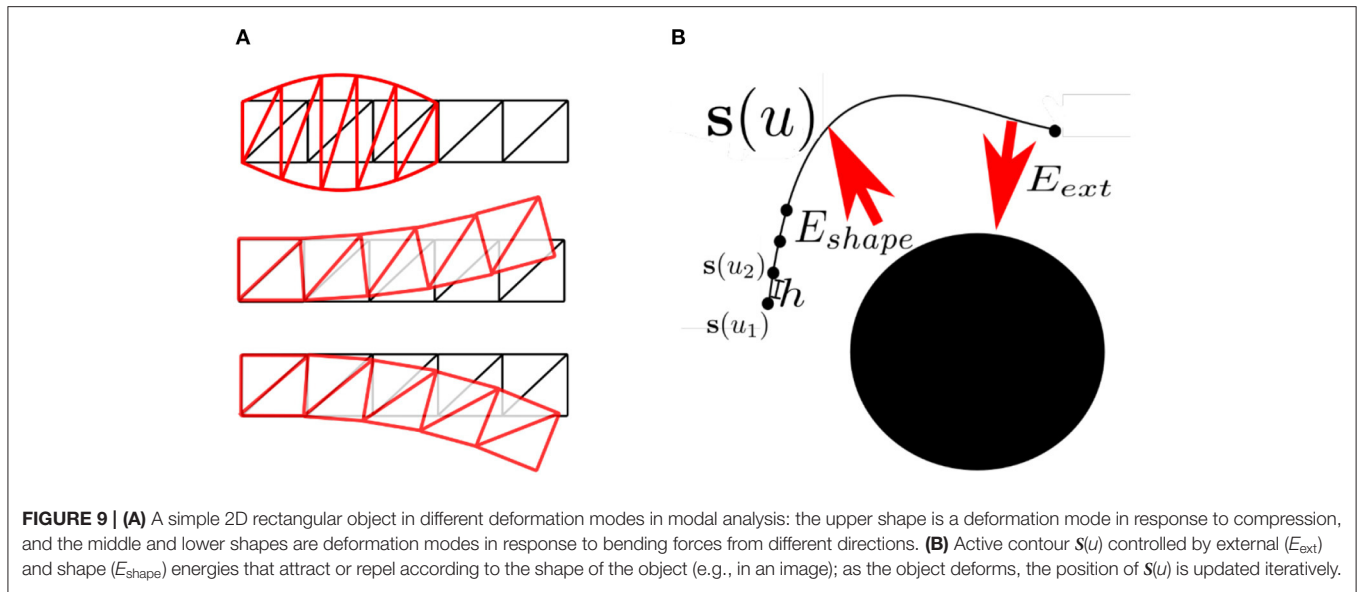 A
B
s(u)
E_ext
E_shape
s(u_2)
h
s(u_1)
FIGURE 9 | (A) A simple 2D rectangular object in different deformation modes in modal analysis: the upper shape is a deformation mode in response to compression,
and the middle and lower shapes are deformation modes in response to bending forces from different directions. (B) Active contour S(u) controlled by external (E_ext)
and shape (E_shape) energies that attract or repel according to the shape of the object (e.g., in an image); as the object deforms, the position of S(u) is updated iteratively.